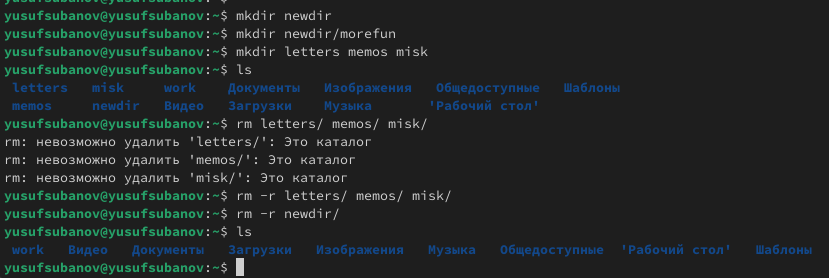 yusufsubanov@yusufsubanov:~$ mkdir newdir
yusufsubanov@yusufsubanov:~$ mkdir newdir/morefun
yusufsubanov@yusufsubanov:~$ mkdir letters memos misk
yusufsubanov@yusufsubanov:~$ ls
letters misk work Документы Изображения Общедоступные Шаблоны
memos newdir Видео Загрузки Музыка 'Рабочий стол'
yusufsubanov@yusufsubanov:~$ rm letters/ memos/ misk/
rm: невозможно удалить 'letters/': Это каталог
rm: невозможно удалить 'memos/': Это каталог
rm: невозможно удалить 'misk/': Это каталог
yusufsubanov@yusufsubanov:~$ rm -r letters/ memos/ misk/
yusufsubanov@yusufsubanov:~$ rm -r newdir/
yusufsubanov@yusufsubanov:~$ ls
work Видео Документы Загрузки Изображения Музыка Общедоступные 'Рабочий стол' Шаблоны
yusufsubanov@yusufsubanov:~$